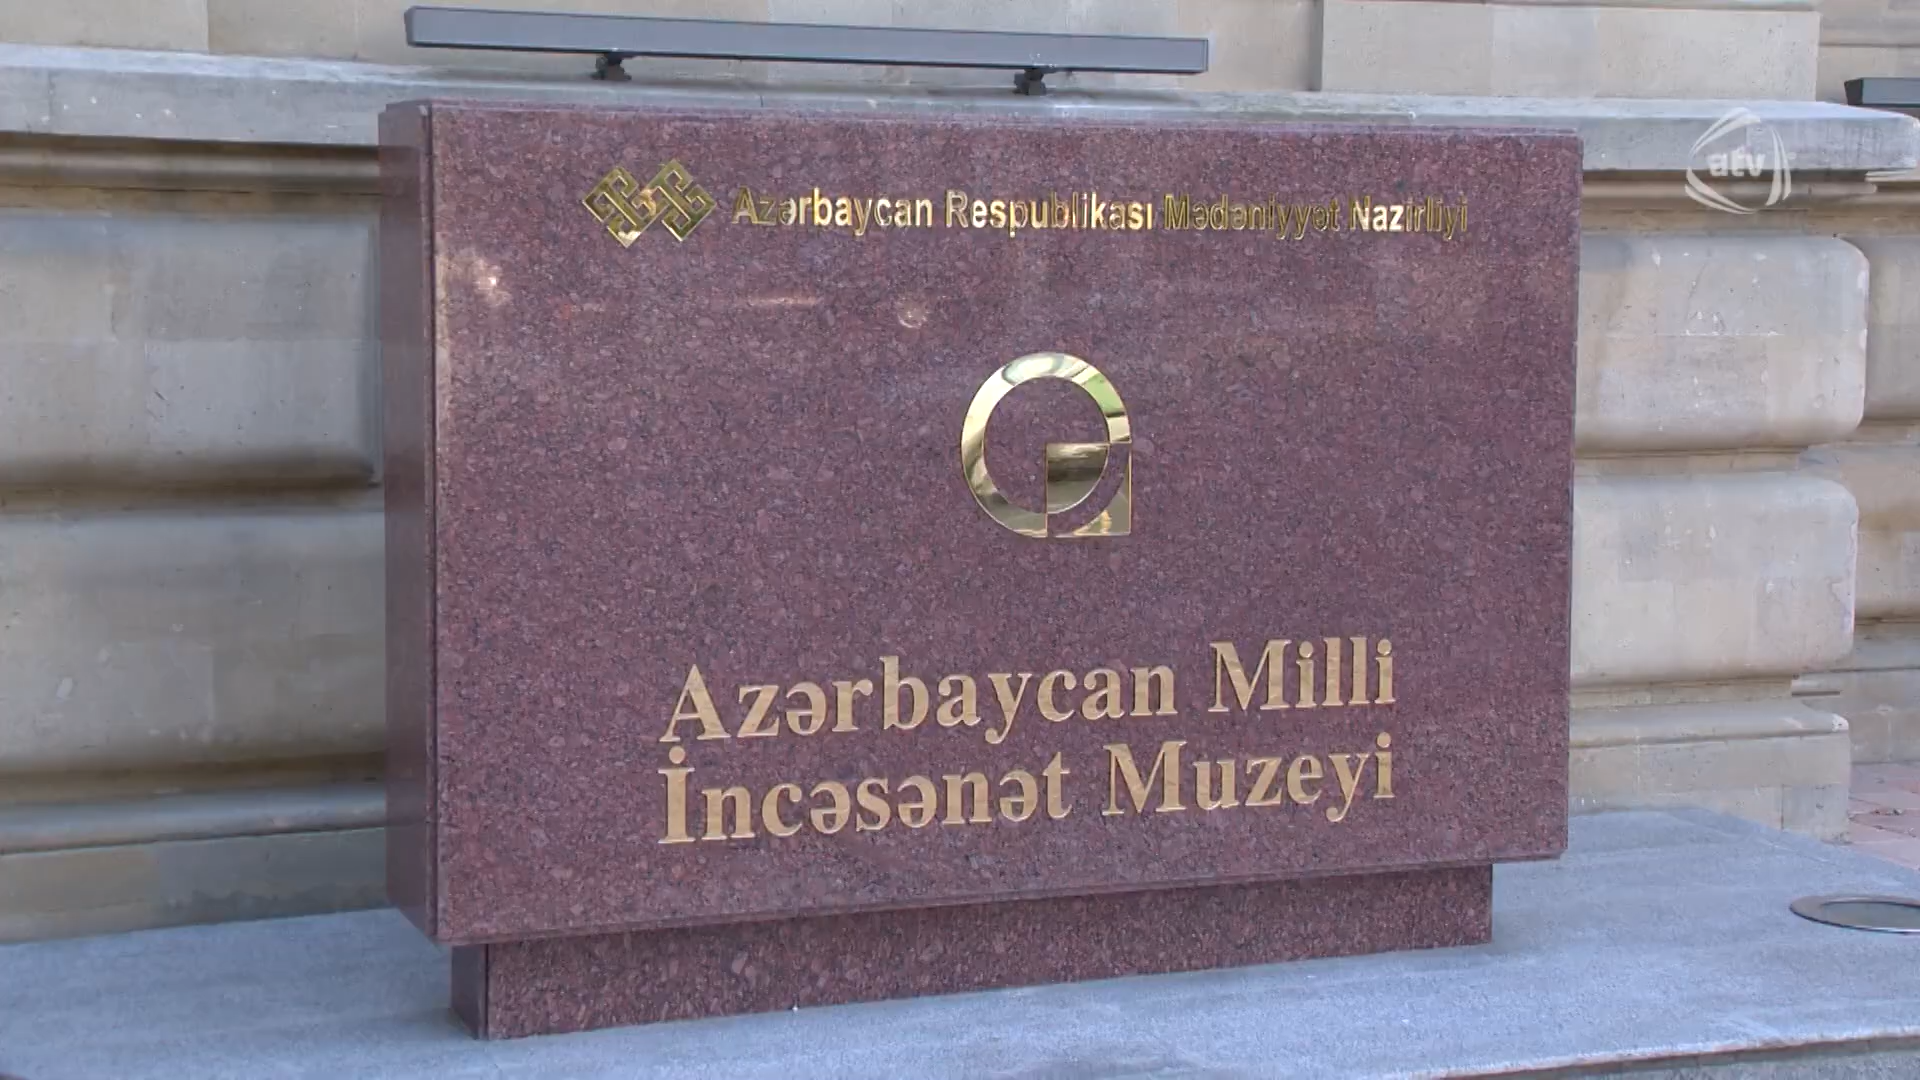 Azərbaycan Respublikası Mədəniyyət Nazirliyi
atv
Azərbaycan Milli
İncəsənət Muzeyi